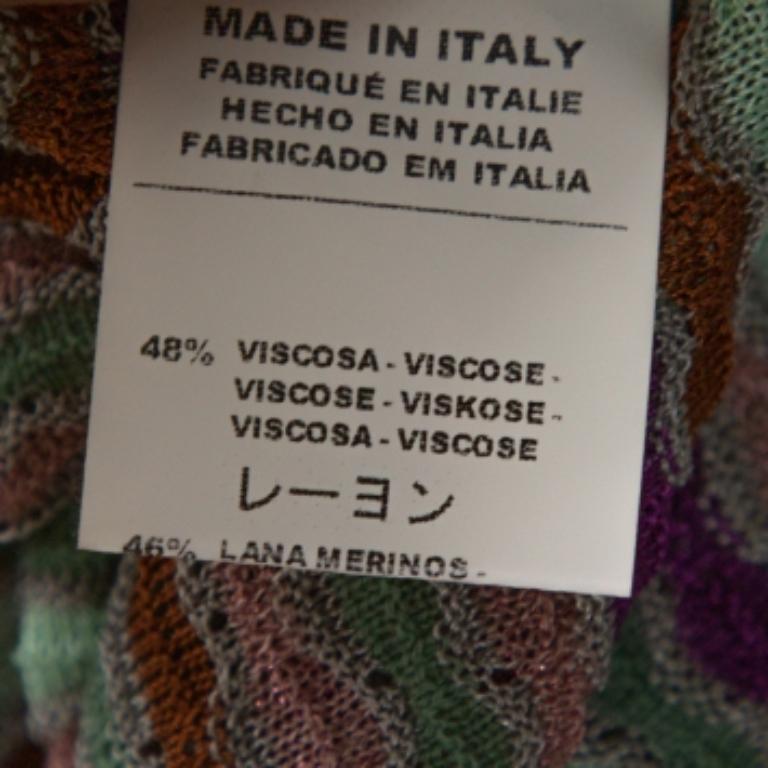 MADE IN ITALY
FABRIQUÉ EN ITALIE
HECHO EN ITALIA
FABRICADO EM ITALIA
48% VISCOSA - VISCOSE -
VISCOSE - VISKOSE -
VISCOSA - VISCOSE
レーヨン
46% LANA MERINOS -